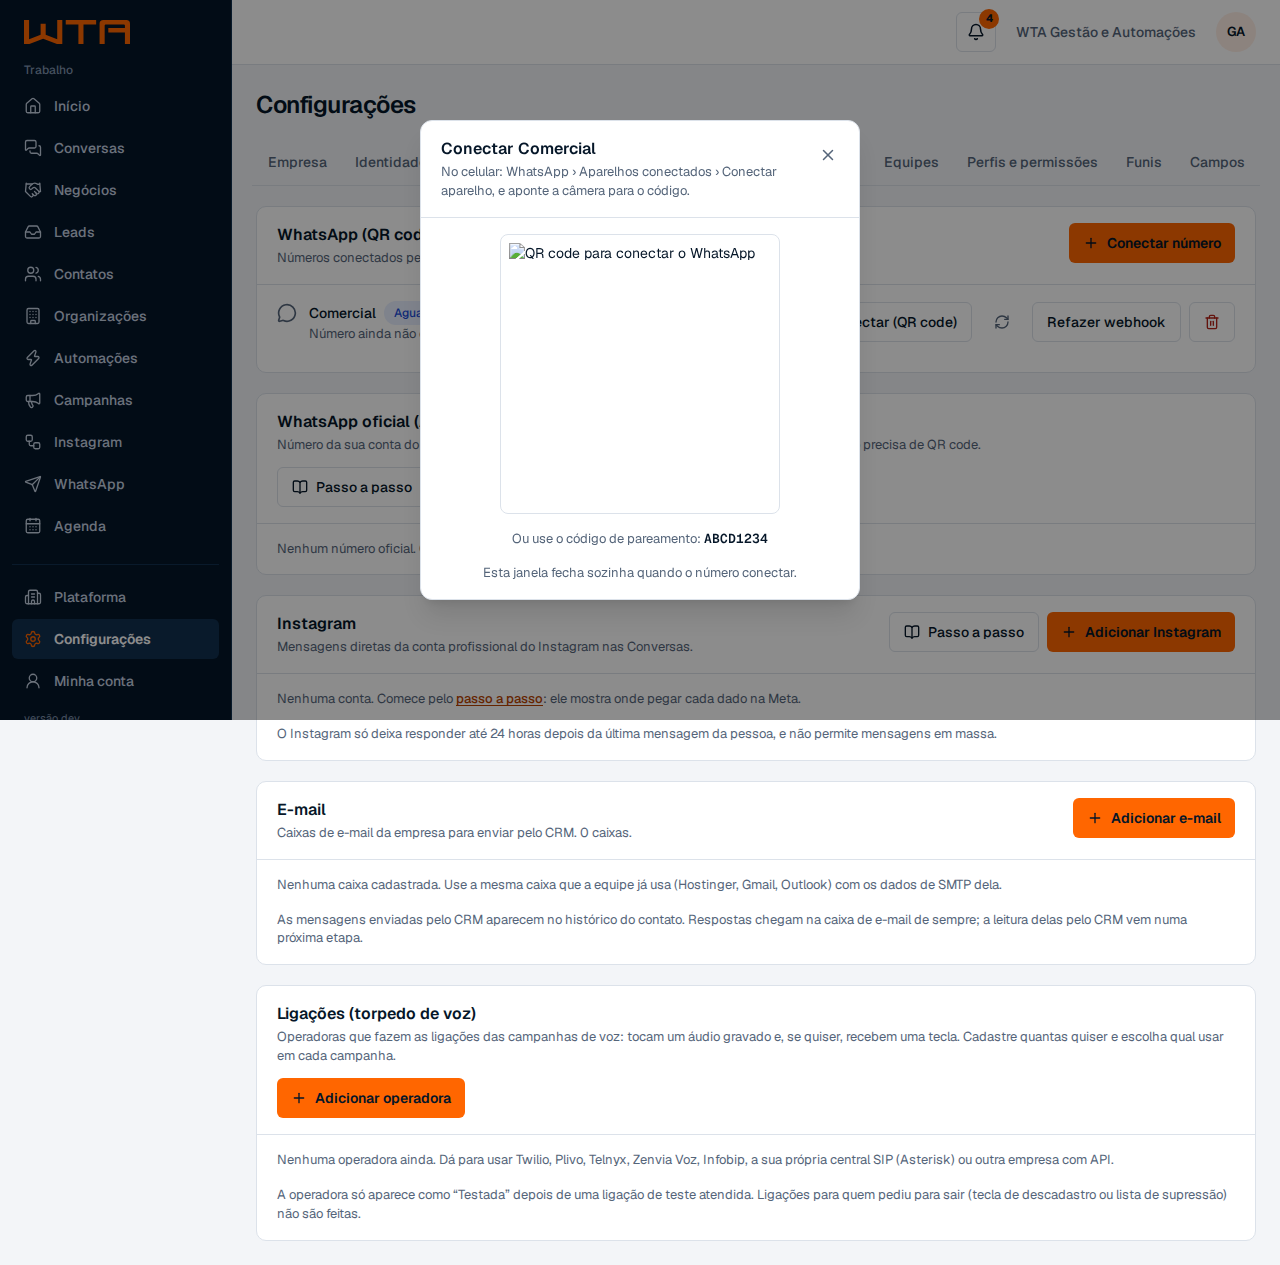 WTA
Trabalho
Início
Conversas
Negócios
Leads
Contatos
Organizações
Automações
Campanhas
Instagram
WhatsApp
Agenda
Plataforma
Configurações
Minha conta
versão dev
4
WTA Gestão e Automações
GA
Configurações
Empresa
Equipes
Perfis e permissões
Funis
Campos
WhatsApp (QR
Números conectados
Conectar número
Comercial
Número ainda não
(QR code)
Refazer webhook
WhatsApp oficial
Número da sua conta do
precisa de QR code.
Passo a passo
Nenhum número oficial.
Conectar Comercial
No celular: WhatsApp › Aparelhos conectados › Conectar
aparelho, e aponte a câmera para o código.
QR code para conectar o WhatsApp
Ou use o código de pareamento: ABCD1234
Esta janela fecha sozinha quando o número conectar.
Instagram
Mensagens diretas da conta profissional do Instagram nas Conversas.
Passo a passo
Adicionar Instagram
Nenhuma conta. Comece pelo passo a passo: ele mostra onde pegar cada dado na Meta.
O Instagram só deixa responder até 24 horas depois da última mensagem da pessoa, e não permite mensagens em massa.
E-mail
Caixas de e-mail da empresa para enviar pelo CRM. 0 caixas.
Adicionar e-mail
Nenhuma caixa cadastrada. Use a mesma caixa que a equipe já usa (Hostinger, Gmail, Outlook) com os dados de SMTP dela.
As mensagens enviadas pelo CRM aparecem no histórico do contato. Respostas chegam na caixa de e-mail de sempre; a leitura delas pelo CRM vem numa
próxima etapa.
Ligações (torpedo de voz)
Operadoras que fazem as ligações das campanhas de voz: tocam um áudio gravado e, se quiser, recebem uma tecla. Cadastre quantas quiser e escolha qual usar
em cada campanha.
Adicionar operadora
Nenhuma operadora ainda. Dá para usar Twilio, Plivo, Telnyx, Zenvia Voz, Infobip, a sua própria central SIP (Asterisk) ou outra empresa com API.
A operadora só aparece como “Testada” depois de uma ligação de teste atendida. Ligações para quem pediu para sair (tecla de descadastro ou lista de supressão)
não são feitas.